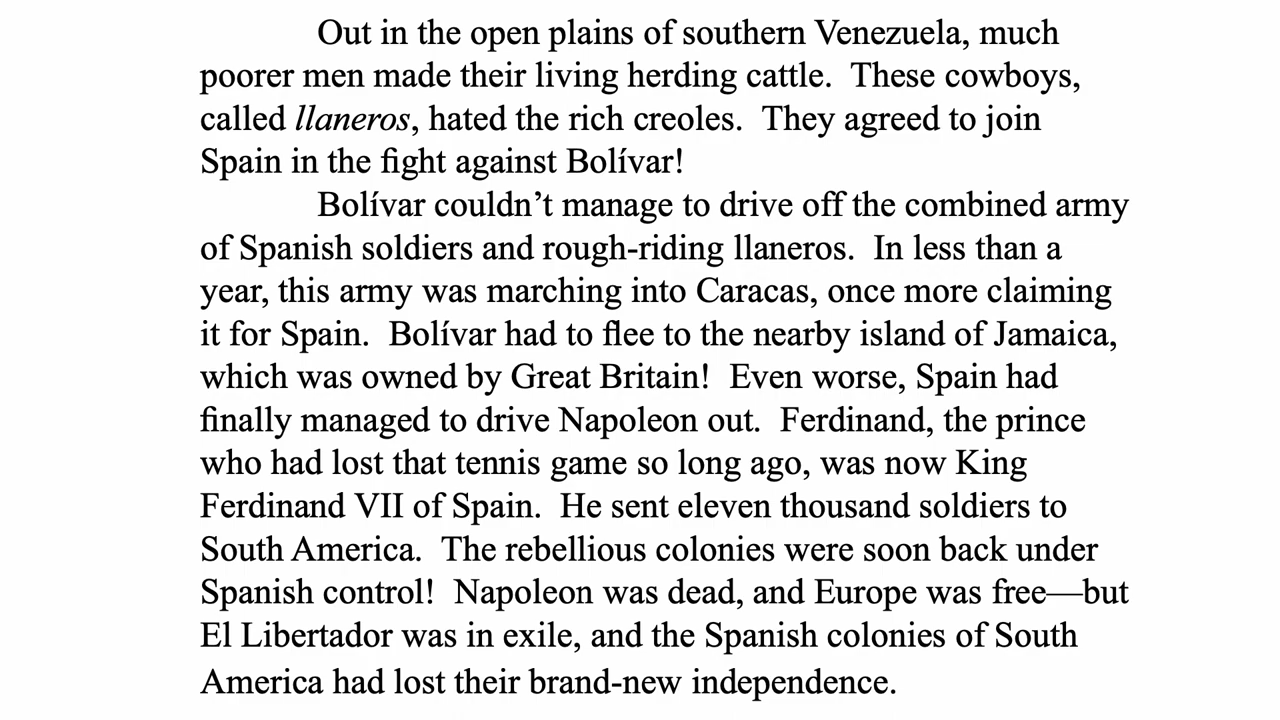 Out in the open plains of southern Venezuela, much
poorer men made their living herding cattle.  These cowboys,
called llaneros, hated the rich creoles.  They agreed to join
Spain in the fight against Bolívar!
Bolívar couldn’t manage to drive off the combined army
of Spanish soldiers and rough-riding llaneros.  In less than a
year, this army was marching into Caracas, once more claiming
it for Spain.  Bolívar had to flee to the nearby island of Jamaica,
which was owned by Great Britain!  Even worse, Spain had
finally managed to drive Napoleon out.  Ferdinand, the prince
who had lost that tennis game so long ago, was now King
Ferdinand VII of Spain.  He sent eleven thousand soldiers to
South America.  The rebellious colonies were soon back under
Spanish control!  Napoleon was dead, and Europe was free—but
El Libertador was in exile, and the Spanish colonies of South
America had lost their brand-new independence.